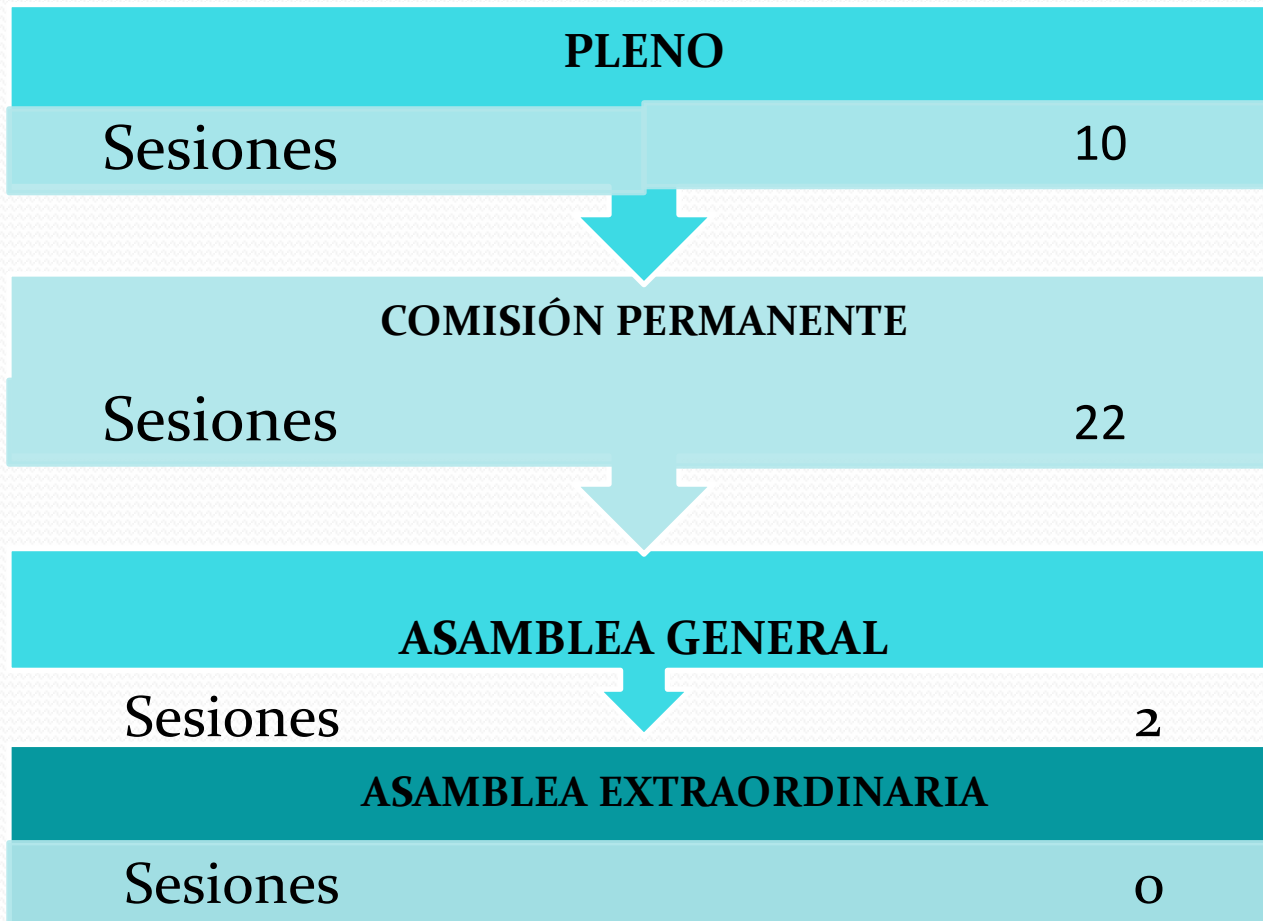 PLENO
Sesiones 10
COMISIÓN PERMANENTE
Sesiones 22
ASAMBLEA GENERAL
Sesiones 2
ASAMBLEA EXTRAORDINARIA
Sesiones 0